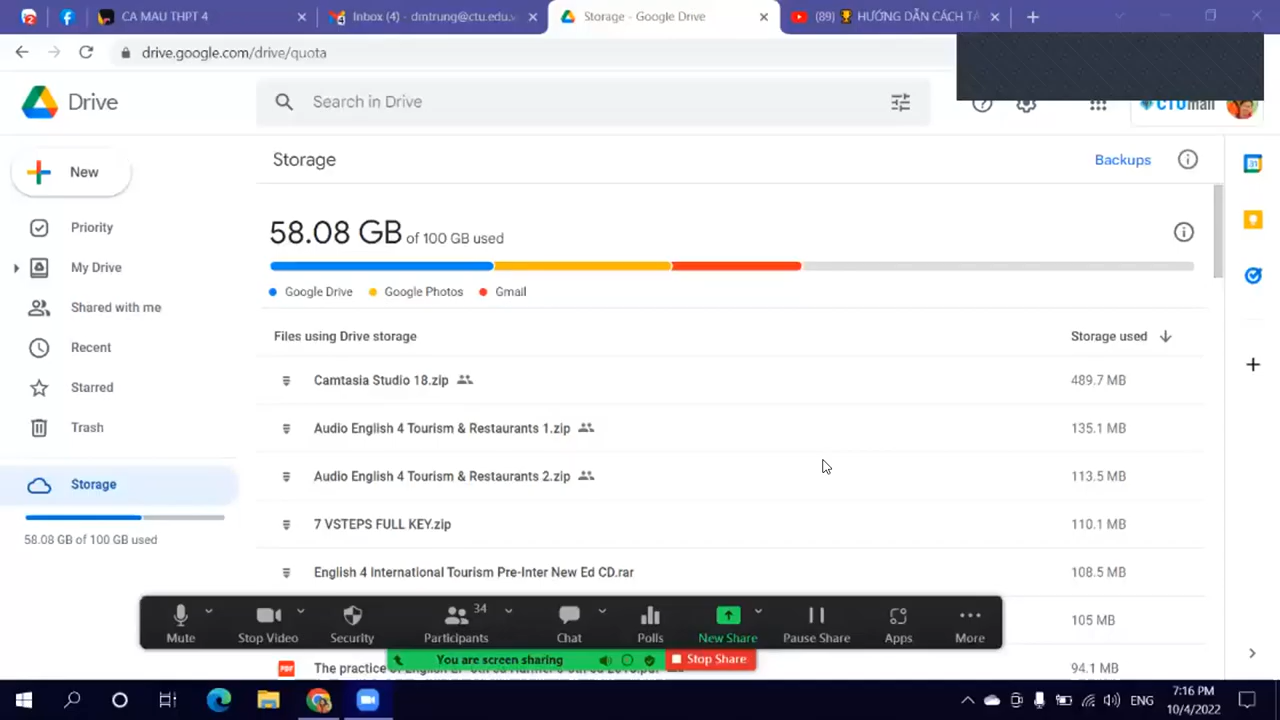 CA MAU THPT 4
Inbox (4) - dmtrung@ctu.edu.v
Storage - Google Drive
(89) 🏆 HƯỚNG DẪN CÁCH TẠ
drive.google.com/drive/quota
Drive
Search in Drive
CTUmail
New
Storage
Backups
Priority
My Drive
Shared with me
Recent
Starred
Trash
Storage
58.08 GB of 100 GB used
58.08 GB of 100 GB used
Google Drive
Google Photos
Gmail
Files using Drive storage
Storage used
Camtasia Studio 18.zip
489.7 MB
Audio English 4 Tourism & Restaurants 1.zip
135.1 MB
Audio English 4 Tourism & Restaurants 2.zip
113.5 MB
7 VSTEPS FULL KEY.zip
110.1 MB
English 4 International Tourism Pre-Inter New Ed CD.rar
108.5 MB
105 MB
The practice of English
94.1 MB
34
Mute
Stop Video
Security
Participants
Chat
Polls
New Share
Pause Share
Apps
More
You are screen sharing
Stop Share
PDF
31
ENG
7:16 PM
10/4/2022